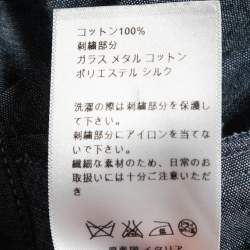 コットン100%
刺繍部分
ガラス メタル コットン
ポリエステル シルク
洗濯の際は刺繍部分を保護し
て下さい。
刺繍部分にアイロンを当てな
いで下さい。
繊細な素材のため、日常のお
取扱いには十分ご注意くださ
い。